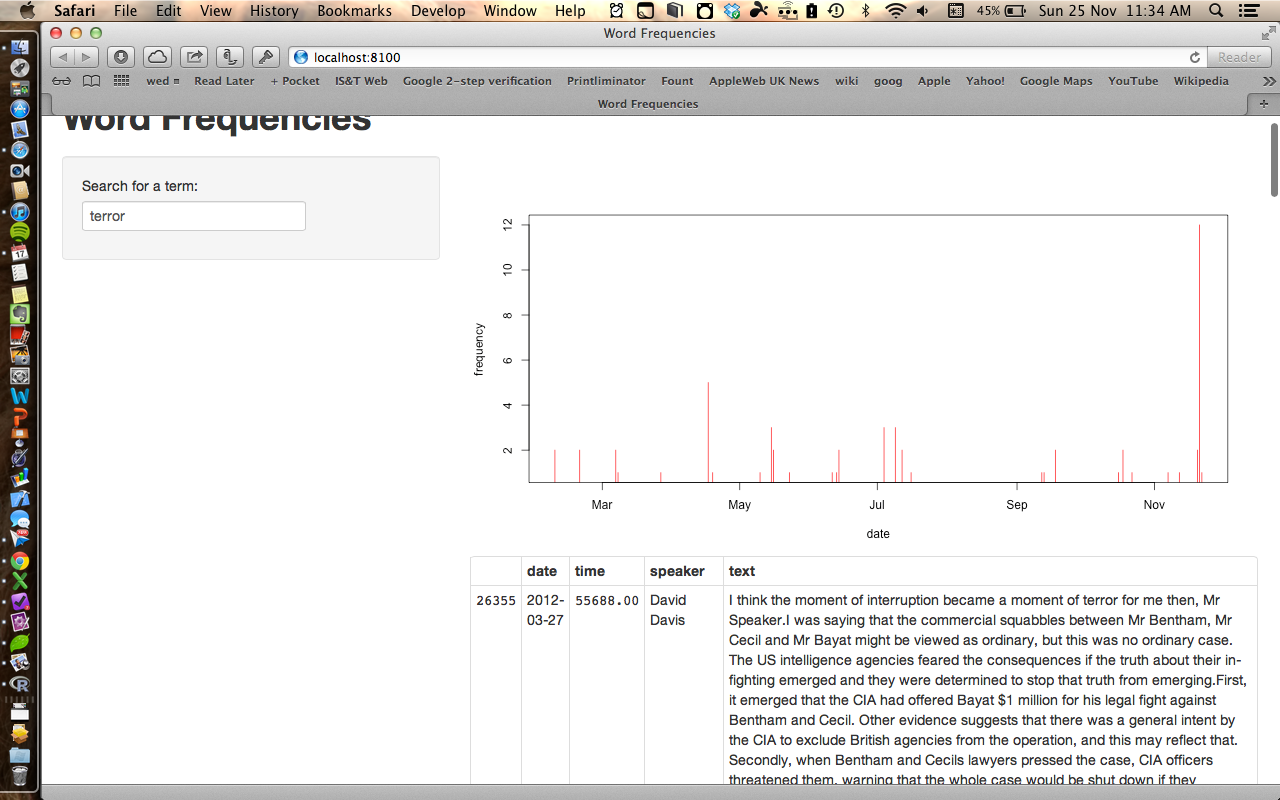 Safari File Edit View History Bookmarks Develop Window Help 45% Sun 25 Nov 11:34 AM
Word Frequencies
localhost:8100 Reader
wed Read Later + Pocket IS&T Web Google 2-step verification Printliminator Fount AppleWeb UK News wiki goog Apple Yahoo! Google Maps YouTube Wikipedia
Word Frequencies
Word Frequencies
Search for a term:
terror
12
10
8
6
4
2
frequency
Mar May Jul Sep Nov
date
date time speaker text
26355 2012- 55688.00 David I think the moment of interruption became a moment of terror for me then, Mr
03-27 Davis Speaker.I was saying that the commercial squabbles between Mr Bentham, Mr
Cecil and Mr Bayat might be viewed as ordinary, but this was no ordinary case.
The US intelligence agencies feared the consequences if the truth about their in-
fighting emerged and they were determined to stop that truth from emerging.First,
it emerged that the CIA had offered Bayat $1 million for his legal fight against
Bentham and Cecil. Other evidence suggests that there was a general intent by
the CIA to exclude British agencies from the operation, and this may reflect that.
Secondly, when Bentham and Cecils lawyers pressed the case, CIA officers
threatened them, warning that the whole case would be shut down if they
17